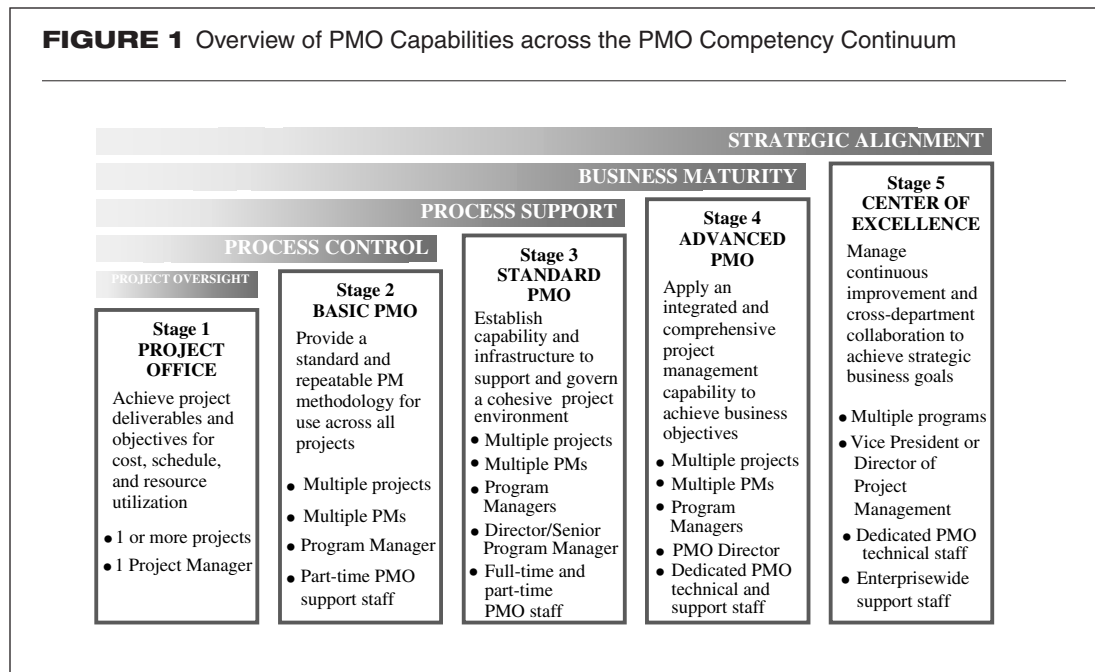 FIGURE 1 Overview of PMO Capabilities across the PMO Competency Continuum
STRATEGIC ALIGNMENT
BUSINESS MATURITY
PROCESS SUPPORT
PROCESS CONTROL
PROJECT OVERSIGHT
Stage 1
PROJECT
OFFICE
Achieve project
deliverables and
objectives for
cost, schedule,
and resource
utilization
• 1 or more projects
• 1 Project Manager
Stage 2
BASIC PMO
Provide a
standard and
repeatable PM
methodology for
use across all
projects
• Multiple projects
• Multiple PMs
• Program Manager
• Part-time PMO
support staff
Stage 3
STANDARD
PMO
Establish
capability and
infrastructure to
support and govern
a cohesive project
environment
• Multiple projects
• Multiple PMs
• Program
Managers
• Director/Senior
Program Manager
• Full-time and
part-time
PMO staff
Stage 4
ADVANCED
PMO
Apply an
integrated and
comprehensive
project
management
capability to
achieve business
objectives
• Multiple projects
• Multiple PMs
• Program
Managers
• PMO Director
• Dedicated PMO
technical and
support staff
Stage 5
CENTER OF
EXCELLENCE
Manage
continuous
improvement and
cross-department
collaboration to
achieve strategic
business goals
• Multiple programs
• Vice President or
Director of
Project
Management
• Dedicated PMO
technical staff
• Enterprisewide
support staff